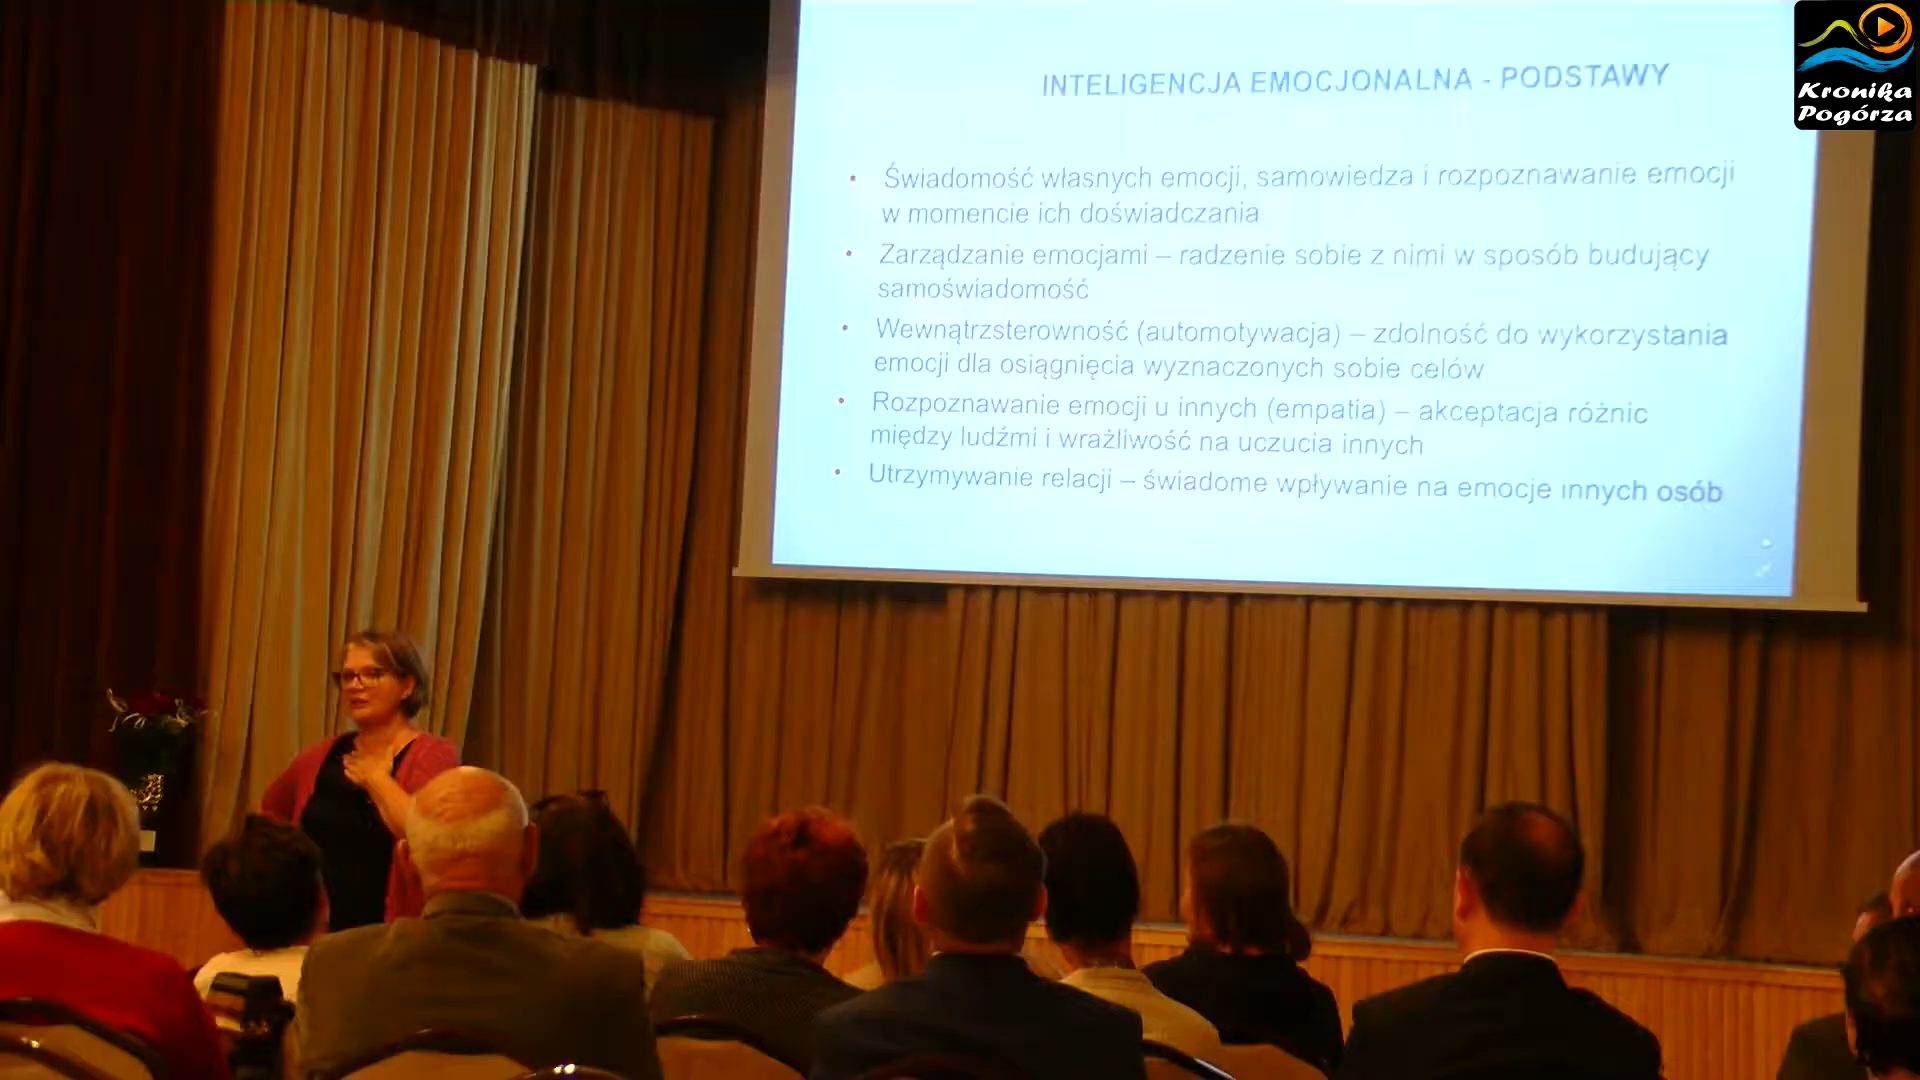 INTELIGENCJA EMOCJONALNA - PODSTAWY
Kronika
Pogórza
• Świadomość własnych emocji, samowiedza i rozpoznawanie emocji
w momencie ich doświadczania
• Zarządzanie emocjami – radzenie sobie z nimi w sposób budujący
samoświadomość
• Wewnątrzsterowność (automotywacja) – zdolność do wykorzystania
emocji dla osiągnięcia wyznaczonych sobie celów
• Rozpoznawanie emocji u innych (empatia) – akceptacja różnic
między ludźmi i wrażliwość na uczucia innych
• Utrzymywanie relacji – świadome wpływanie na emocje innych osób